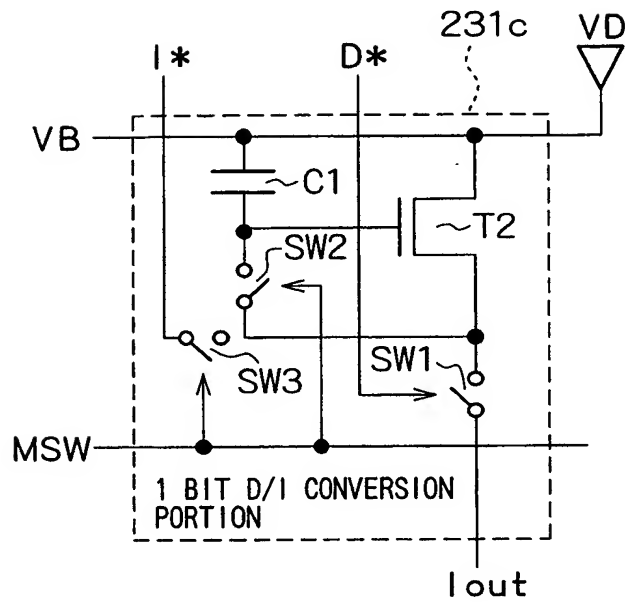 231c
VD
I*
D*
VB
C1
T2
SW2
SW1
SW3
MSW
1 BIT D/I CONVERSION
PORTION
Iout